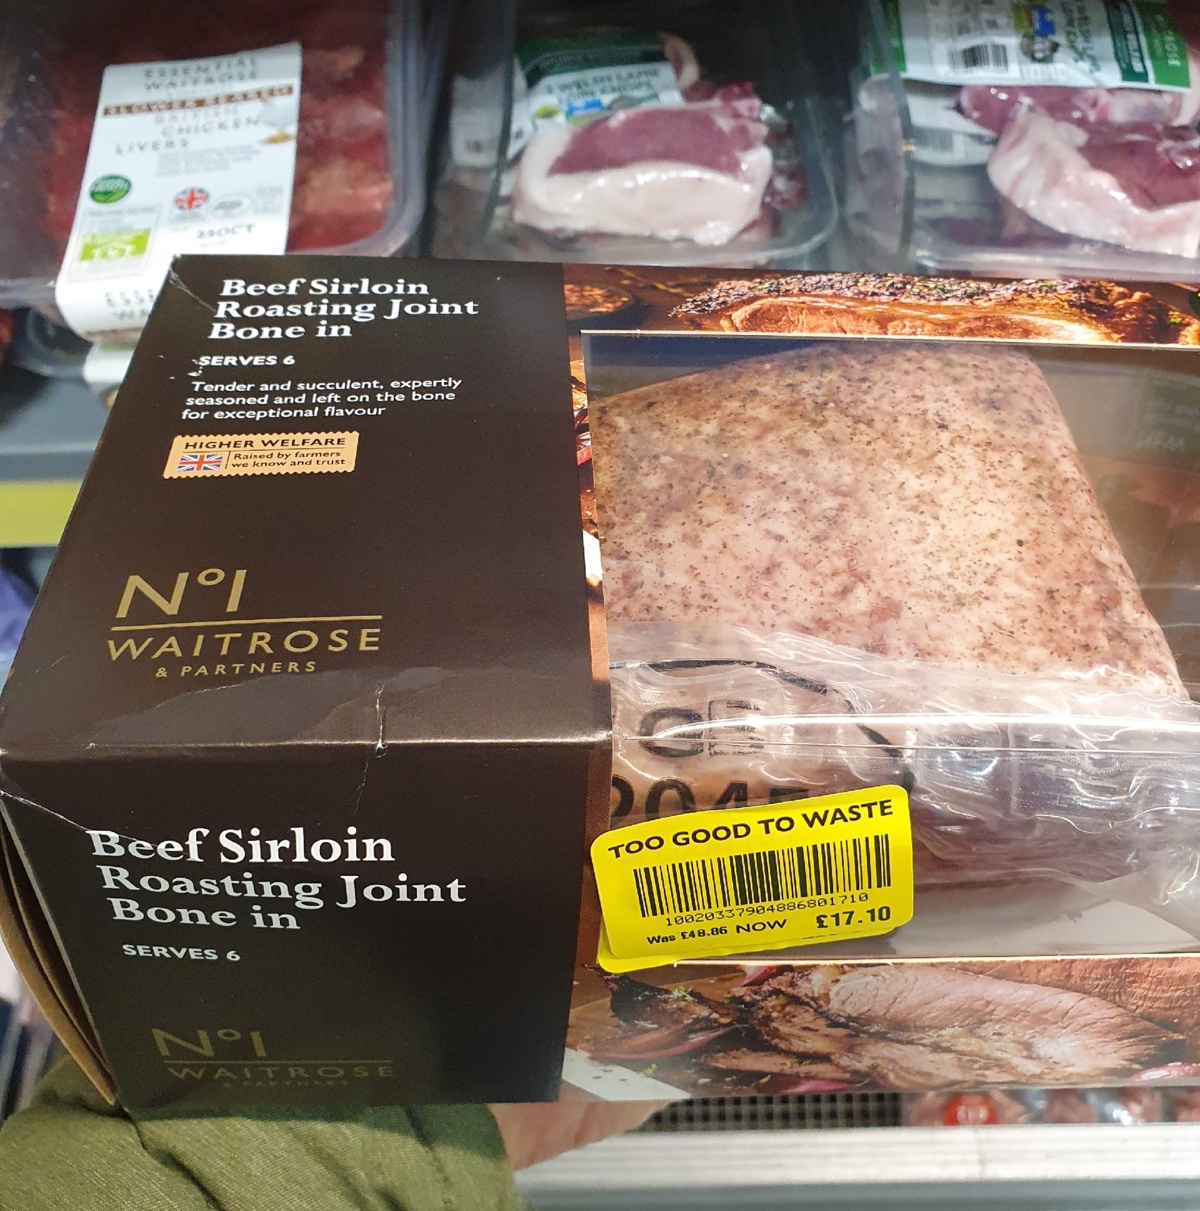 ESSENTIAL
WAITROSE
SLOWER REARED
BRITISH
CHICKEN
LIVERS
Beef Sirloin
Roasting Joint
Bone in
SERVES 6
Tender and succulent, expertly
seasoned and left on the bone
for exceptional flavour
HIGHER WELFARE
Raised by farmers
we know and trust
Nº1
WAITROSE
& PARTNERS
Beef Sirloin
Roasting Joint
Bone in
SERVES 6
Nº1
WAITROSE
& PARTNERS
TOO GOOD TO WASTE
10020337904886801710
Was £48.86 NOW £17.10